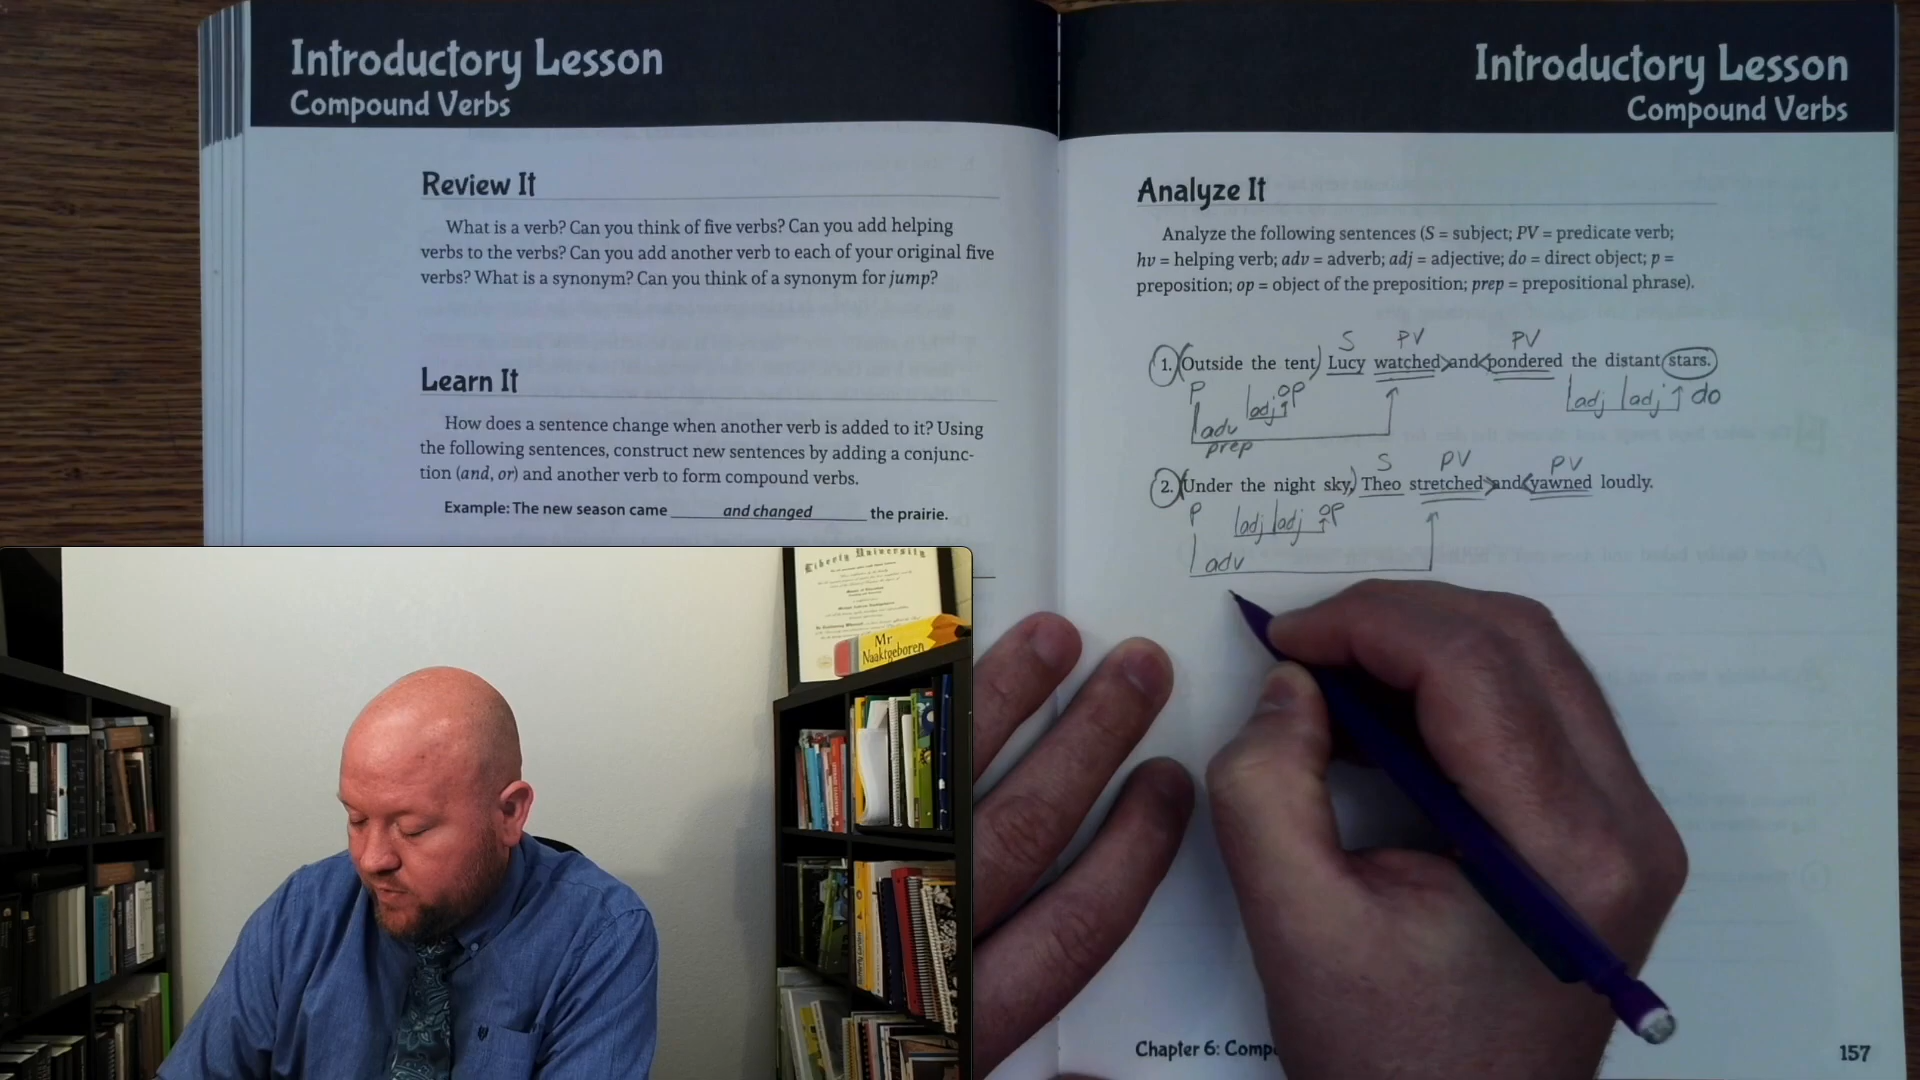 Introductory Lesson
Compound Verbs
Review It
What is a verb? Can you think of five verbs? Can you add helping
verbs to the verbs? Can you add another verb to each of your original five
verbs? What is a synonym? Can you think of a synonym for jump?
Learn It
How does a sentence change when another verb is added to it? Using
the following sentences, construct new sentences by adding a conjunc-
tion (and, or) and another verb to form compound verbs.
Example: The new season came and changed the prairie.
Introductory Lesson
Compound Verbs
Analyze It
Analyze the following sentences (S = subject; PV = predicate verb;
hv = helping verb; adv = adverb; adj = adjective; do = direct object; p =
preposition; op = object of the preposition; prep = prepositional phrase).
S PV PV
1. (Outside the tent) Lucy watched and pondered the distant stars.
p adj op adj adj do
adv
prep
S PV PV
2. (Under the night sky,) Theo stretched and yawned loudly.
p adj adj op
adv
157
Liberty University
Mr
Naaktgeboren